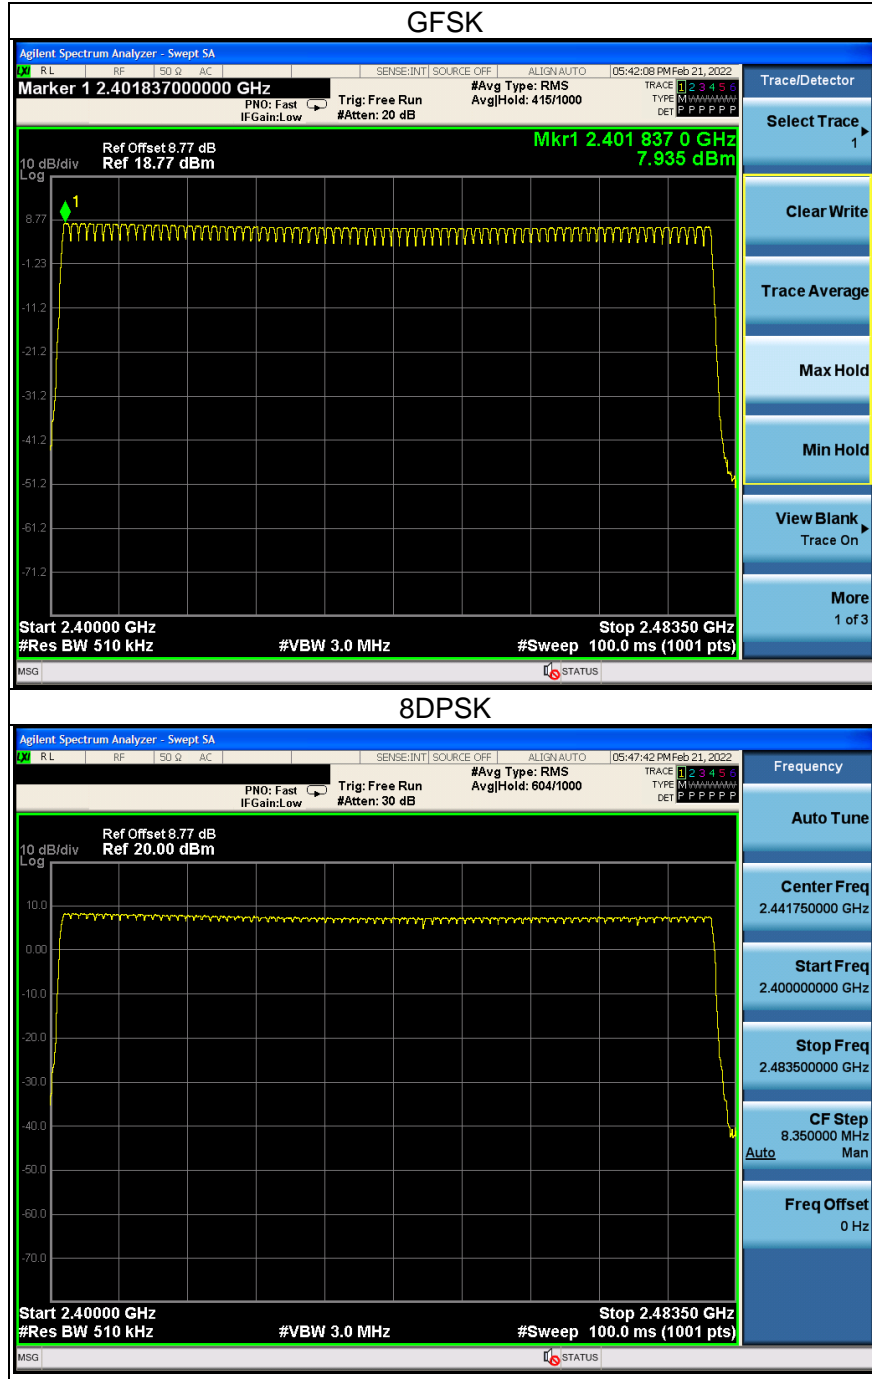 GFSK
Agilent Spectrum Analyzer - Swept SA
LXI RL RF 50 Ω AC SENSE:INT SOURCE OFF ALIGN AUTO 05:42:08 PM Feb 21, 2022
Marker 1 2.401837000000 GHz
PNO: Fast
IFGain:Low
Trig: Free Run
#Atten: 20 dB
#Avg Type: RMS
Avg|Hold: 415/1000
TRACE 1 2 3 4 5 6
TYPE M
DET P P P P P P
Ref Offset 8.77 dB
10 dB/div Ref 18.77 dBm
Log
Mkr1 2.401 837 0 GHz
7.935 dBm
1
8.77
-1.23
-11.2
-21.2
-31.2
-41.2
-51.2
-61.2
-71.2
Start 2.40000 GHz Stop 2.48350 GHz
#Res BW 510 kHz #VBW 3.0 MHz #Sweep 100.0 ms (1001 pts)
MSG STATUS
Trace/Detector
Select Trace
1
Clear Write
Trace Average
Max Hold
Min Hold
View Blank
Trace On
More
1 of 3
8DPSK
Agilent Spectrum Analyzer - Swept SA
LXI RL RF 50 Ω AC SENSE:INT SOURCE OFF ALIGN AUTO 05:47:42 PM Feb 21, 2022
PNO: Fast
IFGain:Low
Trig: Free Run
#Atten: 30 dB
#Avg Type: RMS
Avg|Hold: 604/1000
TRACE 1 2 3 4 5 6
TYPE M
DET P P P P P P
Ref Offset 8.77 dB
10 dB/div Ref 20.00 dBm
Log
10.0
0.00
-10.0
-20.0
-30.0
-40.0
-50.0
-60.0
-70.0
Start 2.40000 GHz Stop 2.48350 GHz
#Res BW 510 kHz #VBW 3.0 MHz #Sweep 100.0 ms (1001 pts)
MSG STATUS
Frequency
Auto Tune
Center Freq
2.441750000 GHz
Start Freq
2.400000000 GHz
Stop Freq
2.483500000 GHz
CF Step
8.350000 MHz
Auto Man
Freq Offset
0 Hz